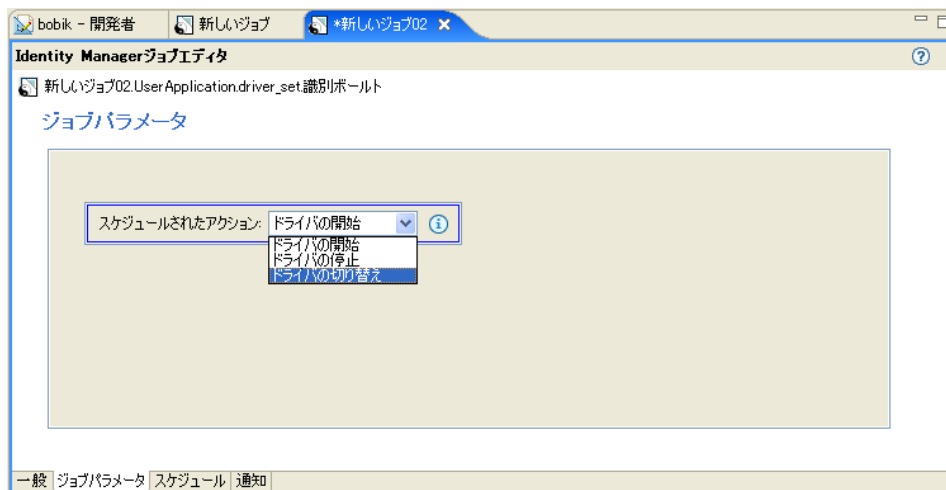 bobik - 開発者 新しいジョブ *新しいジョブ02
Identity Managerジョブエディタ
新しいジョブ02.UserApplication.driver_set.識別ボールト
ジョブパラメータ
スケジュールされたアクション: ドライバの開始
ドライバの開始
ドライバの停止
ドライバの切り替え
一般 ジョブパラメータ スケジュール 通知